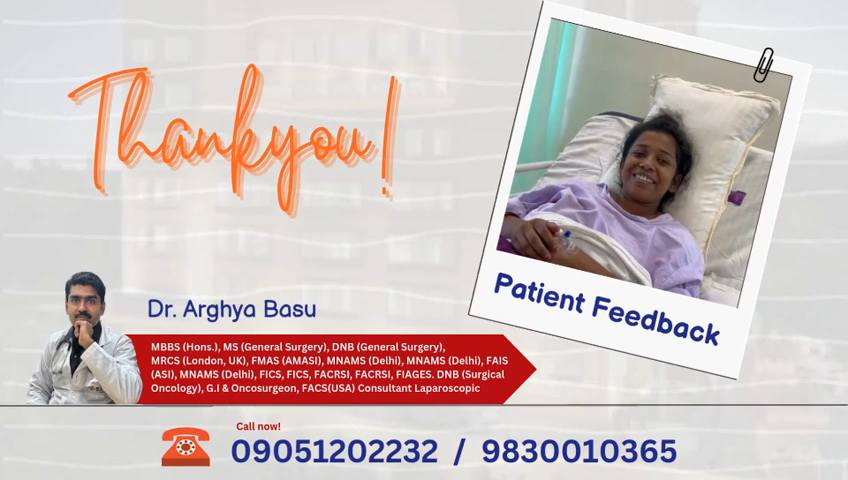 Thankyou!
Patient Feedback
Dr. Arghya Basu
MBBS (Hons.), MS (General Surgery), DNB (General Surgery),
MRCS (London, UK), FMAS (AMASI), MNAMS (Delhi), MNAMS (Delhi), FAIS
(ASI), MNAMS (Delhi), FICS, FICS, FACRSI, FACRSI, FIAGES. DNB (Surgical
Oncology), G.I & Oncosurgeon, FACS(USA) Consultant Laparoscopic
Call now!
09051202232 / 9830010365